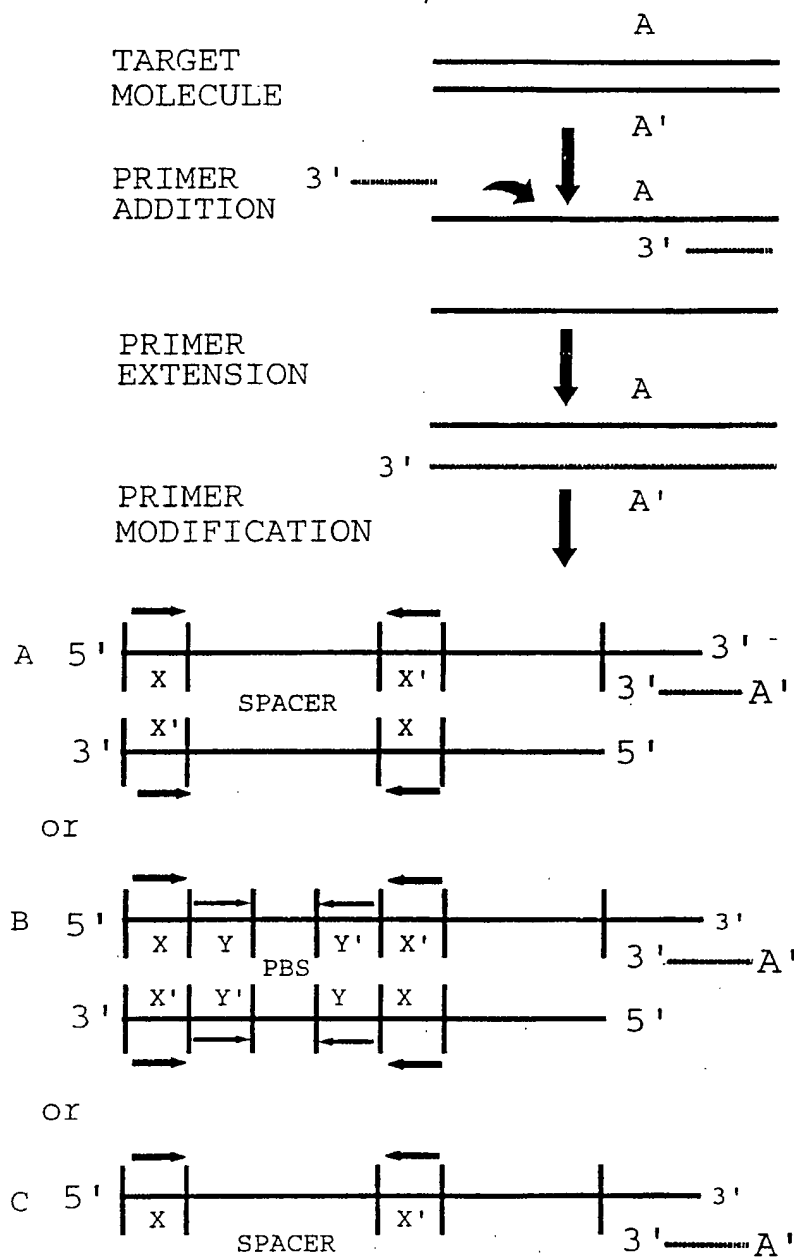 A
TARGET
MOLECULE
A'
PRIMER 3' A
ADDITION
3'
PRIMER
EXTENSION
A
3'
PRIMER A'
MODIFICATION
A 5' 3'
X X' 3' A'
SPACER
X' X
3' 5'
or
B 5' 3'
X Y Y' X' 3' A'
PBS
X' Y' Y X
3' 5'
or
C 5' 3'
X X'
SPACER 3' A'